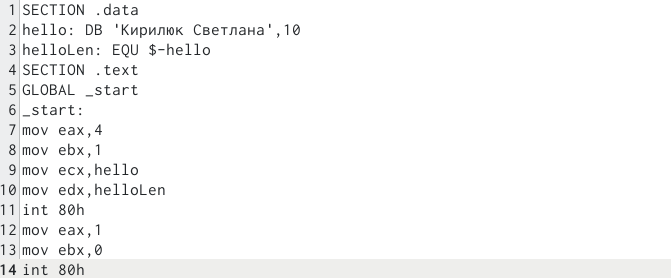 1 SECTION .data
2 hello: DB 'Кирилюк Светлана',10
3 helloLen: EQU $-hello
4 SECTION .text
5 GLOBAL _start
6 _start:
7 mov eax,4
8 mov ebx,1
9 mov ecx,hello
10 mov edx,helloLen
11 int 80h
12 mov eax,1
13 mov ebx,0
14 int 80h